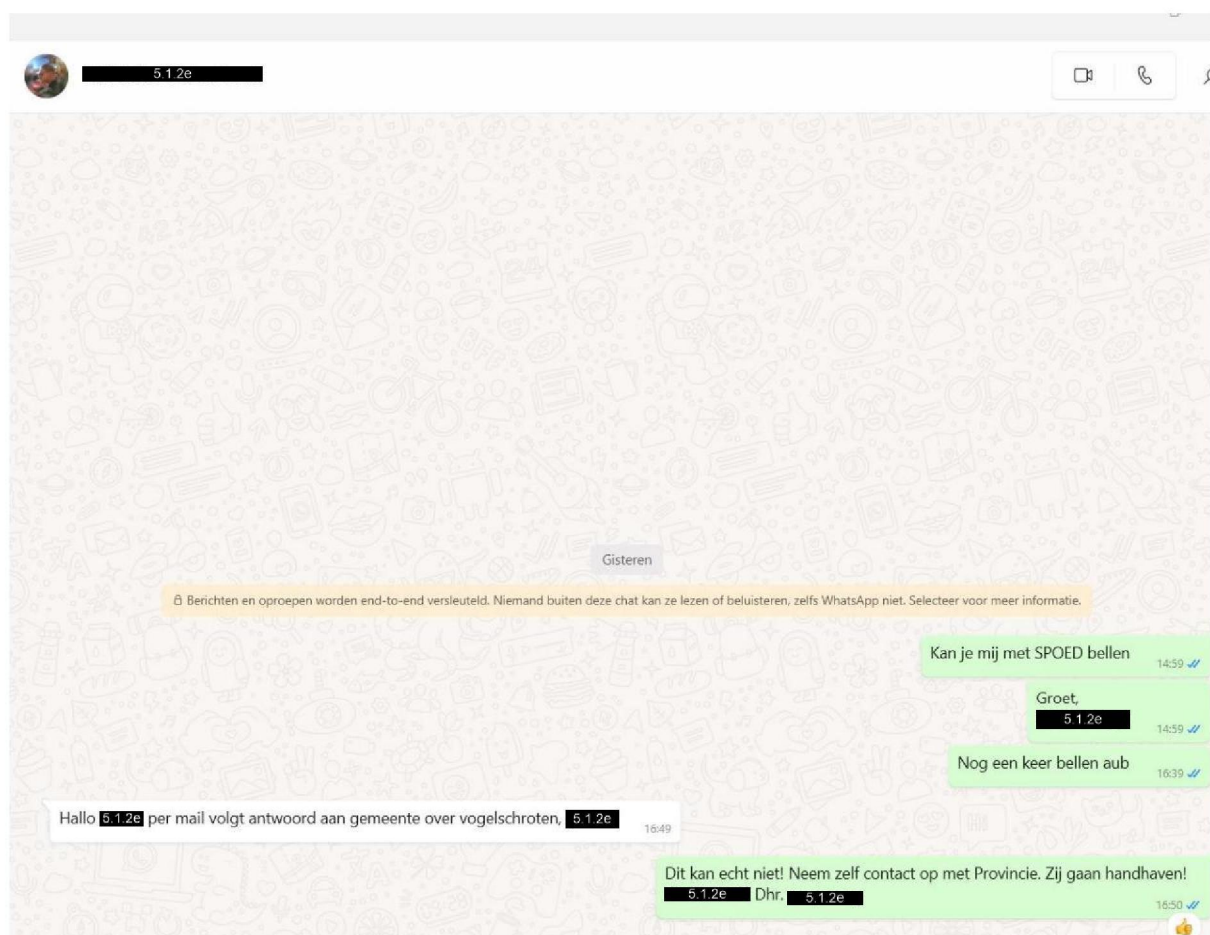 5.1.2e
Gisteren
Berichten en oproepen worden end-to-end versleuteld. Niemand buiten deze chat kan ze lezen of beluisteren, zelfs WhatsApp niet. Selecteer voor meer informatie.
Kan je mij met SPOED bellen
14:59
Groet,
5.1.2e
14:59
Nog een keer bellen aub
16:39
Hallo 5.1.2e per mail volgt antwoord aan gemeente over vogelschroten, 5.1.2e
16:49
Dit kan echt niet! Neem zelf contact op met Provincie. Zij gaan handhaven!
5.1.2e Dhr. 5.1.2e
16:50